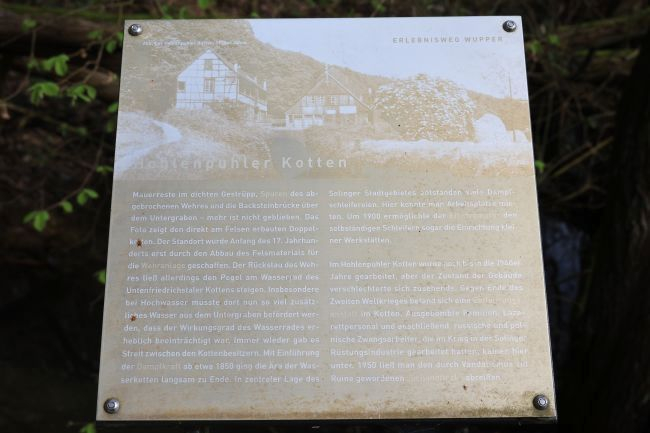 ERLEBNISWEG WUPPER
Hohlenpuhler Kotten
Mauerreste im dichten Gestrüpp, Spuren des ab-
gebrochenen Wehres und die Backsteinbrücke über
dem Untergraben – mehr ist nicht geblieben. Das
Foto zeigt den direkt am Felsen erbauten Doppel-
kotten. Der Standort wurde Anfang des 17. Jahrhun-
derts erst durch den Abbau des Felsmaterials für
die Wehranlage geschaffen. Der Rückstau des Weh-
res ließ allerdings den Pegel am Wasserrad des
Untenfriedrichstaler Kottens steigen. Insbesondere
bei Hochwasser musste dort nun so viel zusätz-
liches Wasser aus dem Untergraben befördert wer-
den, dass der Wirkungsgrad des Wasserrades er-
heblich beeinträchtigt war. Immer wieder gab es
Streit zwischen den Kottenbesitzern. Mit Einführung
der Dampfkraft ab etwa 1850 ging die Ära der Was-
serkotten langsam zu Ende. In zentraler Lage des
Solinger Stadtgebietes entstanden viele Dampf-
schleifereien. Hier konnte man Arbeitsplätze mie-
ten. Um 1900 ermöglichte der den
selbständigen Schleifern sogar die Einrichtung klei-
ner Werkstätten.
Im Hohlenpuhler Kotten wurde noch bis in die 1940er
Jahre gearbeitet, aber der Zustand der Gebäude
verschlechterte sich zusehends. Gegen Ende des
Zweiten Weltkrieges befand sich eine
im Kotten. Ausgebombte Familien, Laza-
rettpersonal und anschließend russische und pol-
nische Zwangsarbeiter, die im Krieg in der Solinger
Rüstungsindustrie gearbeitet hatten, kamen hier
unter. 1950 ließ man den durch Vandalismus zur
Ruine gewordenen abreißen.